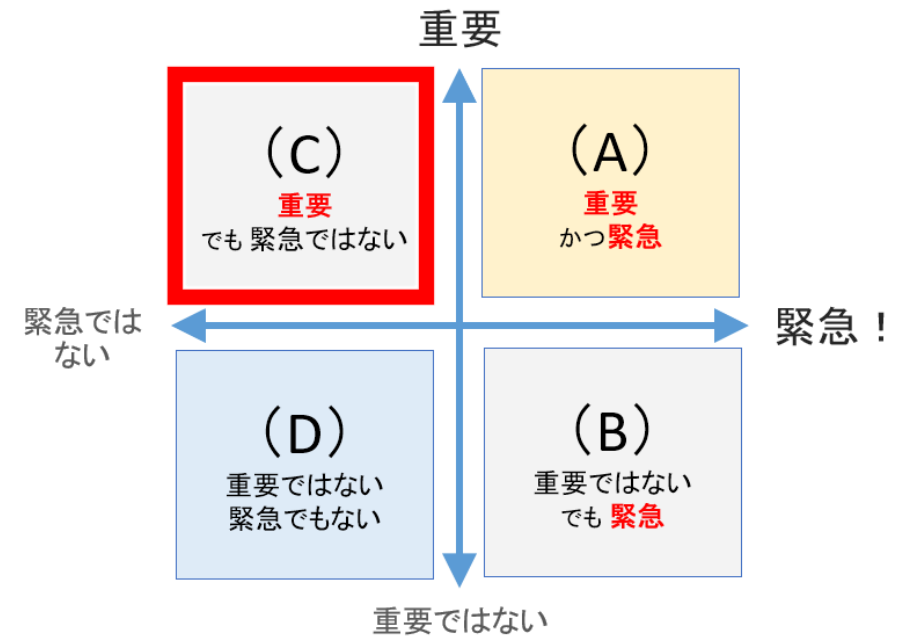 重要
(C)
重要
でも 緊急ではない
(A)
重要
かつ緊急
緊急では
ない
緊急！
(D)
重要ではない
緊急でもない
(B)
重要ではない
でも 緊急
重要ではない